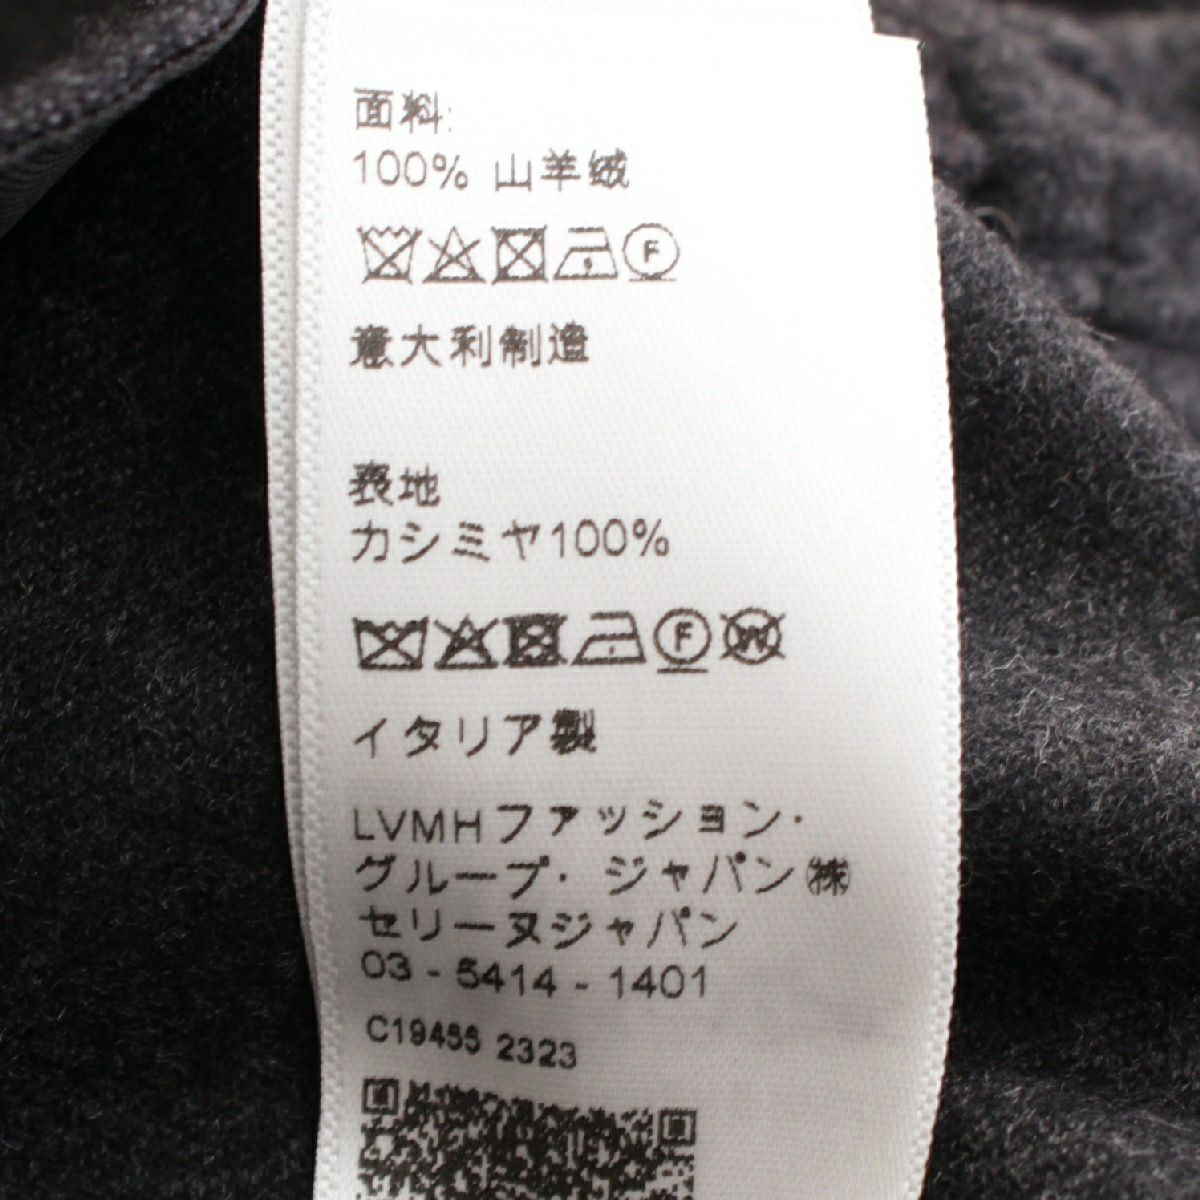 面料:
100% 山羊绒
F
意大利制造
表地
カシミヤ100%
F W
イタリア製
LVMHファッション・
グループ・ジャパン㈱
セリーヌジャパン
03 - 5414 - 1401
C19455 2323